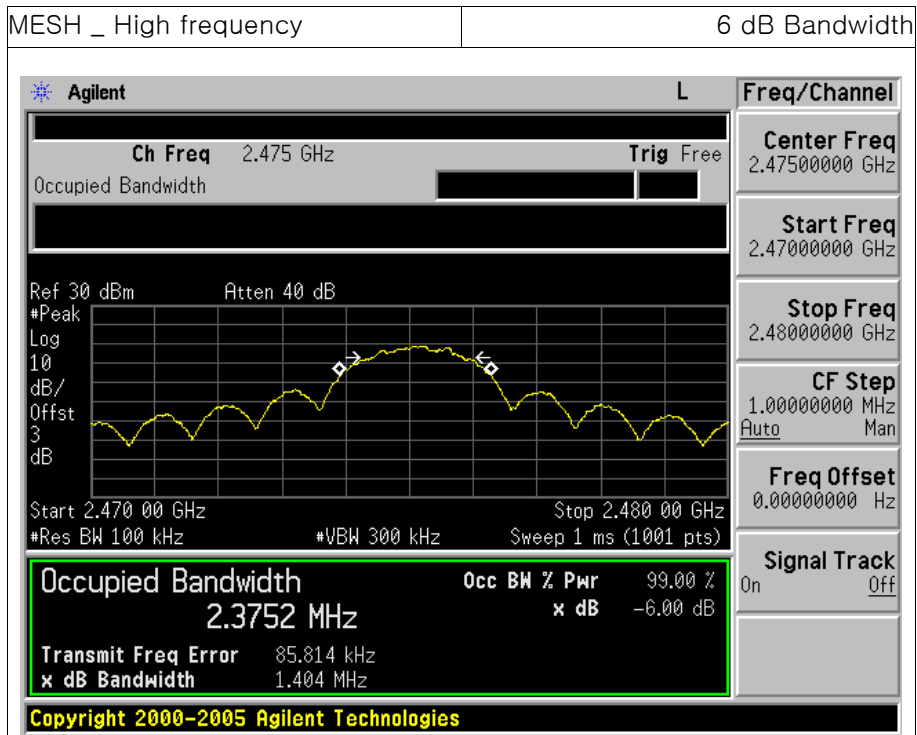 MESH _ High frequency
6 dB Bandwidth
Agilent
L
Freq/Channel
Ch Freq 2.475 GHz
Trig Free
Occupied Bandwidth
Center Freq
2.47500000 GHz
Start Freq
2.47000000 GHz
Stop Freq
2.48000000 GHz
CF Step
1.00000000 MHz
Auto Man
Freq Offset
0.00000000 Hz
Signal Track
On Off
Ref 30 dBm Atten 40 dB
#Peak
Log
10
dB/
Offst
3
dB
Start 2.470 00 GHz Stop 2.480 00 GHz
#Res BW 100 kHz #VBW 300 kHz Sweep 1 ms (1001 pts)
Occupied Bandwidth
2.3752 MHz
Occ BW % Pwr 99.00 %
x dB -6.00 dB
Transmit Freq Error 85.814 kHz
x dB Bandwidth 1.404 MHz
Copyright 2000-2005 Agilent Technologies